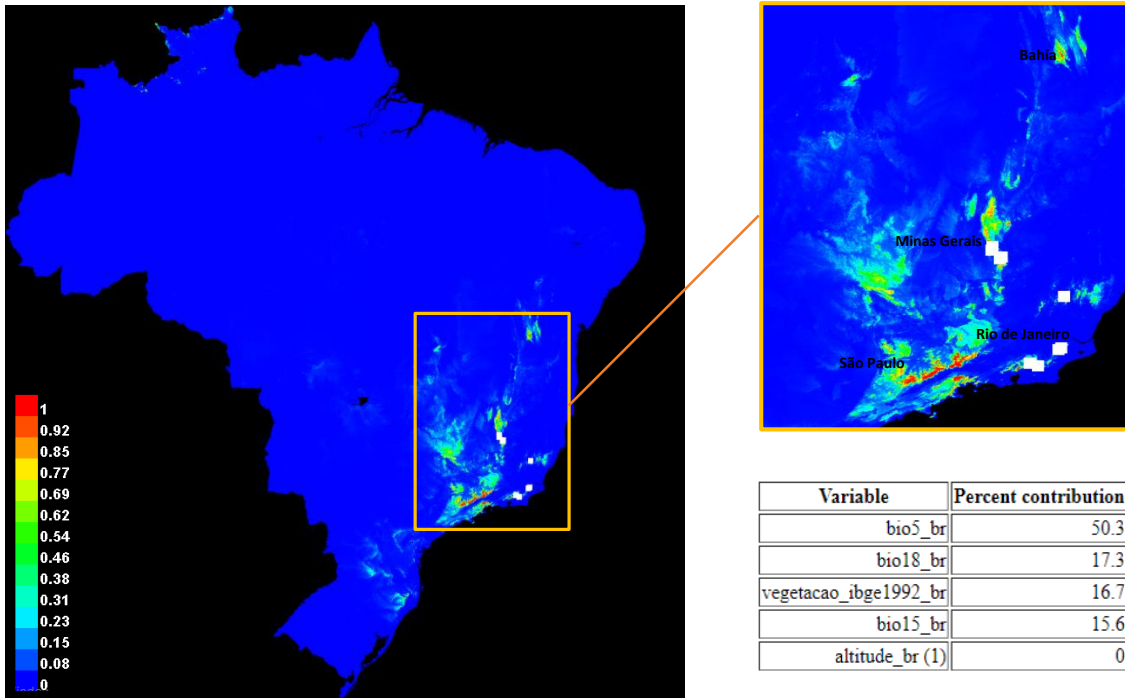 1
0.92
0.85
0.77
0.69
0.62
0.54
0.46
0.38
0.31
0.23
0.15
0.08
0
Bahía
Minas Gerais
Rio de Janeiro
São Paulo
Variable Percent contribution
bio5_br 50.3
bio18_br 17.3
vegetacao_ibge1992_br 16.7
bio15_br 15.6
altitude_br (1) 0